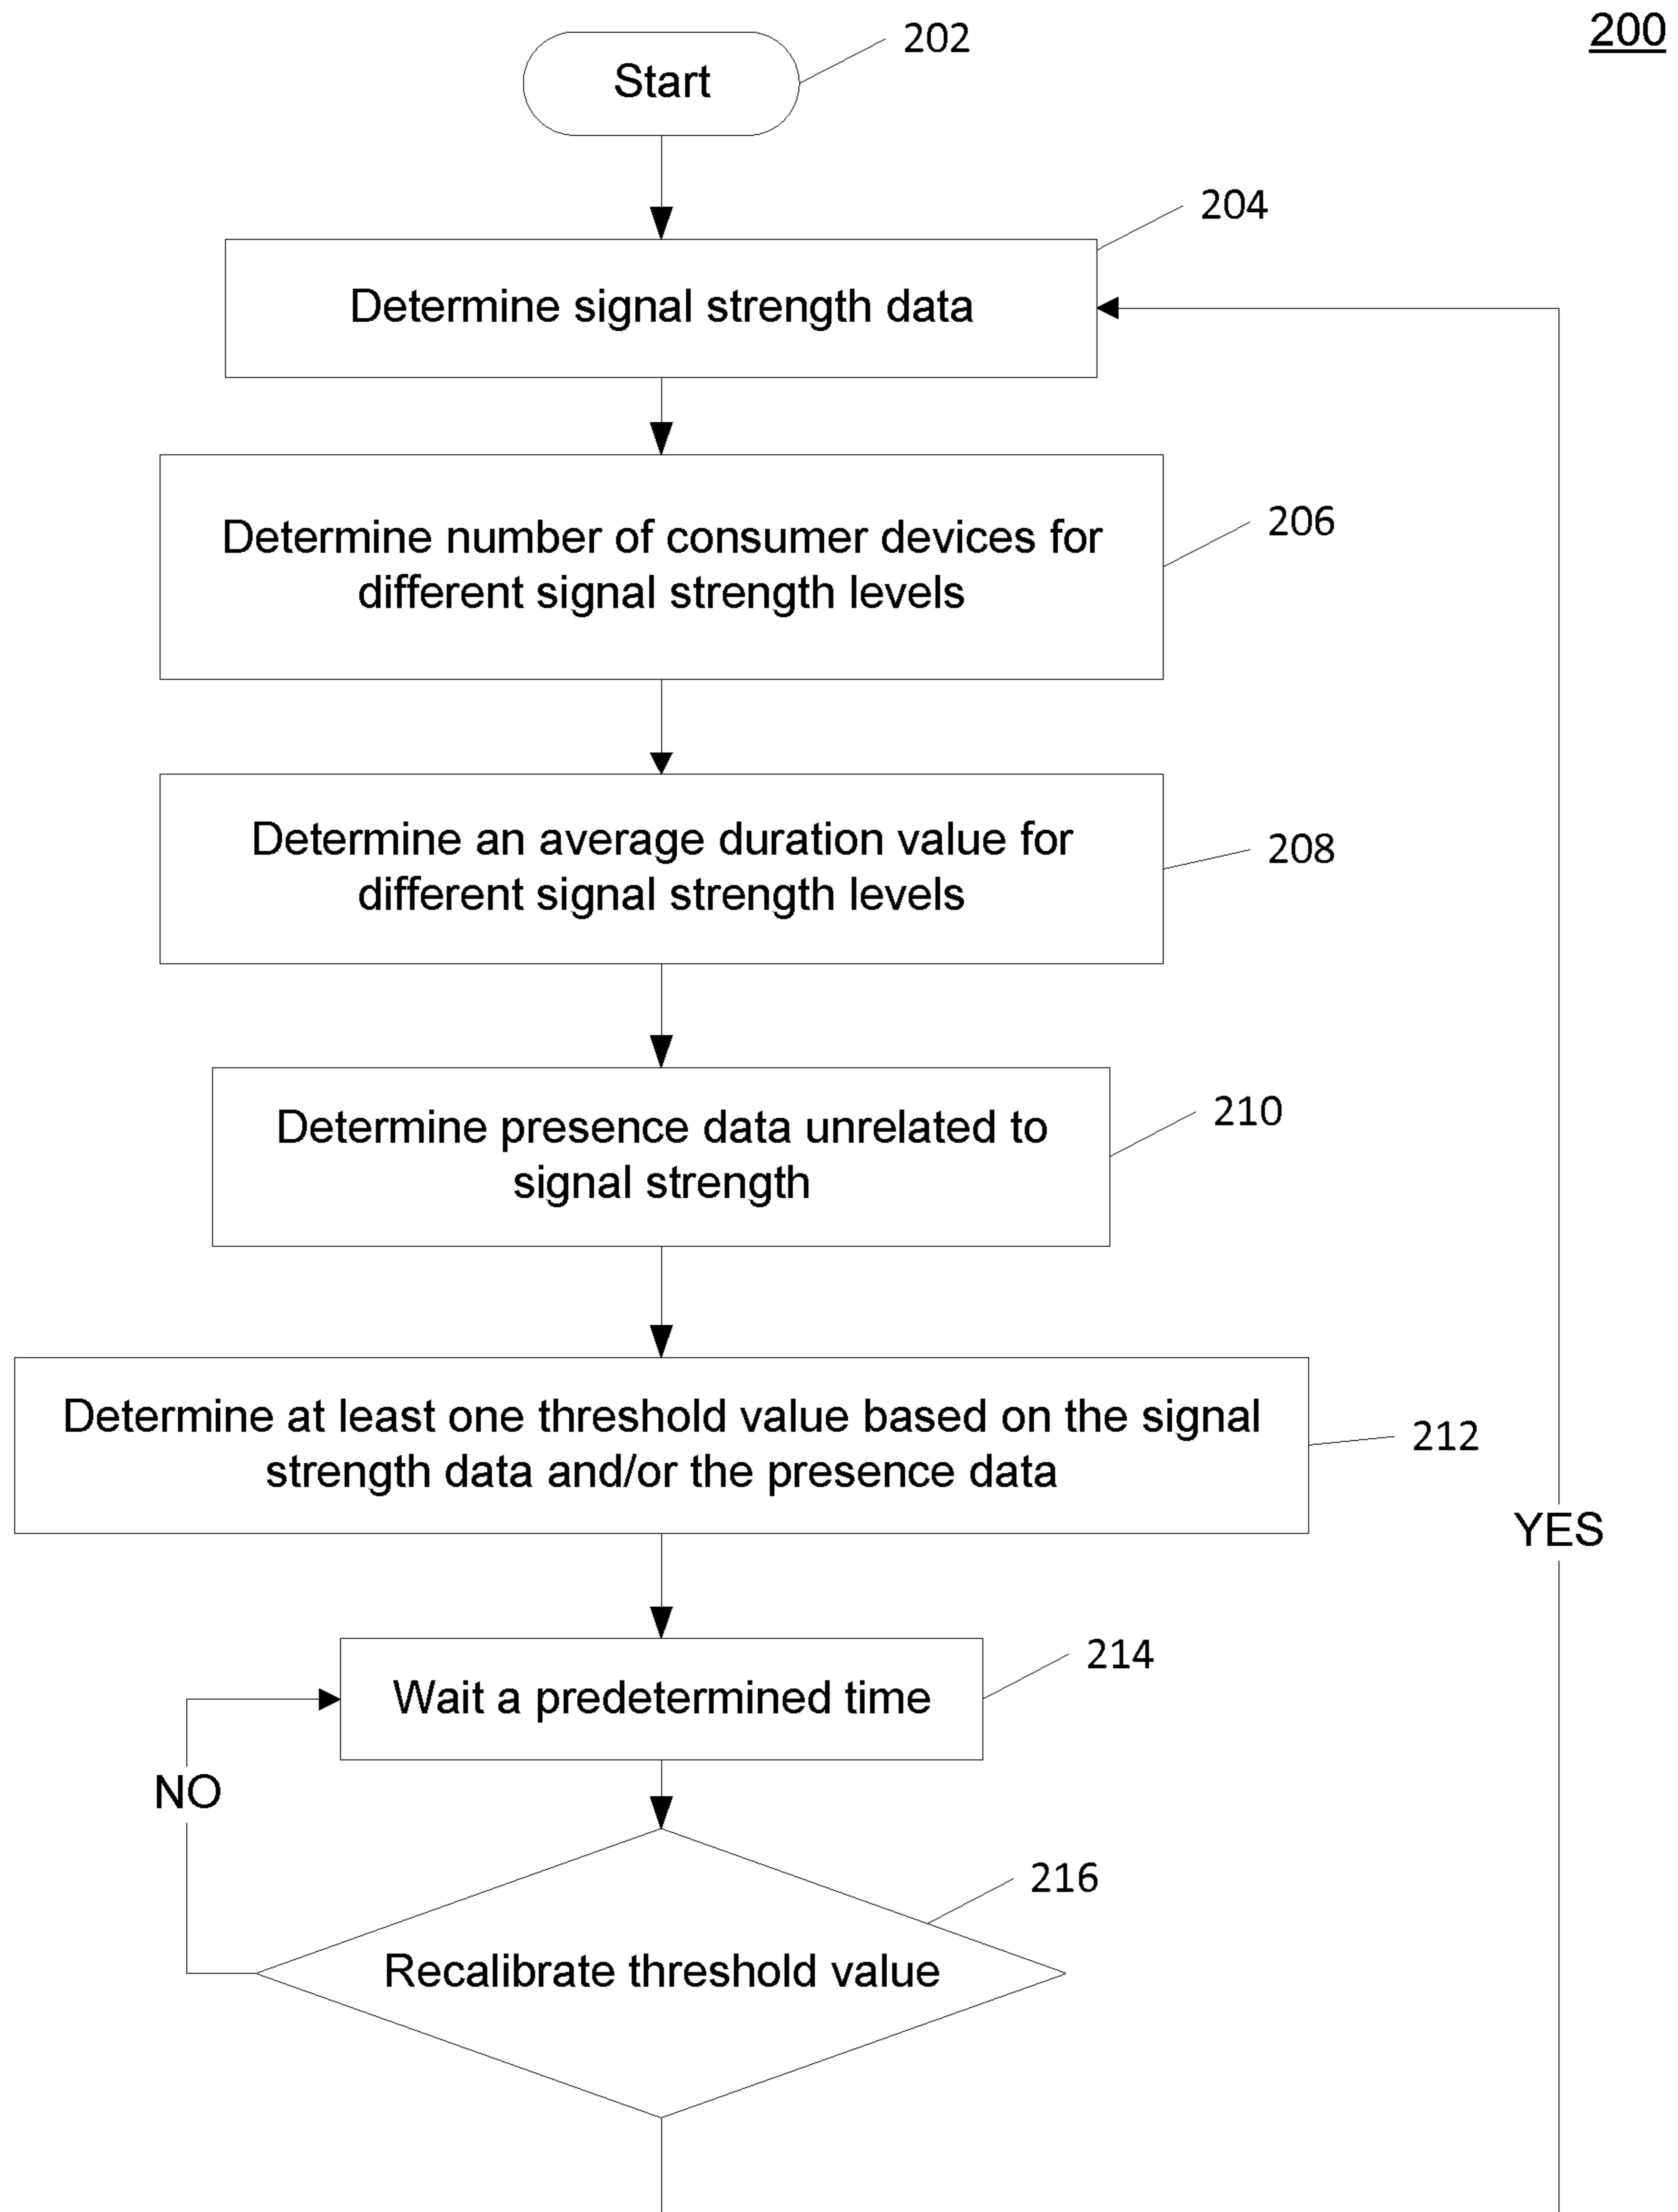 200
202
Start
204
Determine signal strength data
Determine number of consumer devices for
different signal strength levels
206
Determine an average duration value for
different signal strength levels
208
Determine presence data unrelated to
signal strength
210
Determine at least one threshold value based on the signal
strength data and/or the presence data
212
YES
Wait a predetermined time
214
NO
Recalibrate threshold value
216